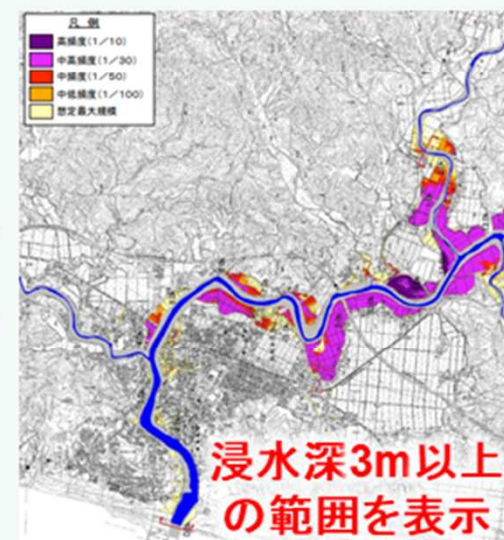 凡 例
高頻度(1/10)
中高頻度(1/30)
中頻度(1/50)
中低頻度(1/100)
想定最大規模
浸水深3m以上
の範囲を表示